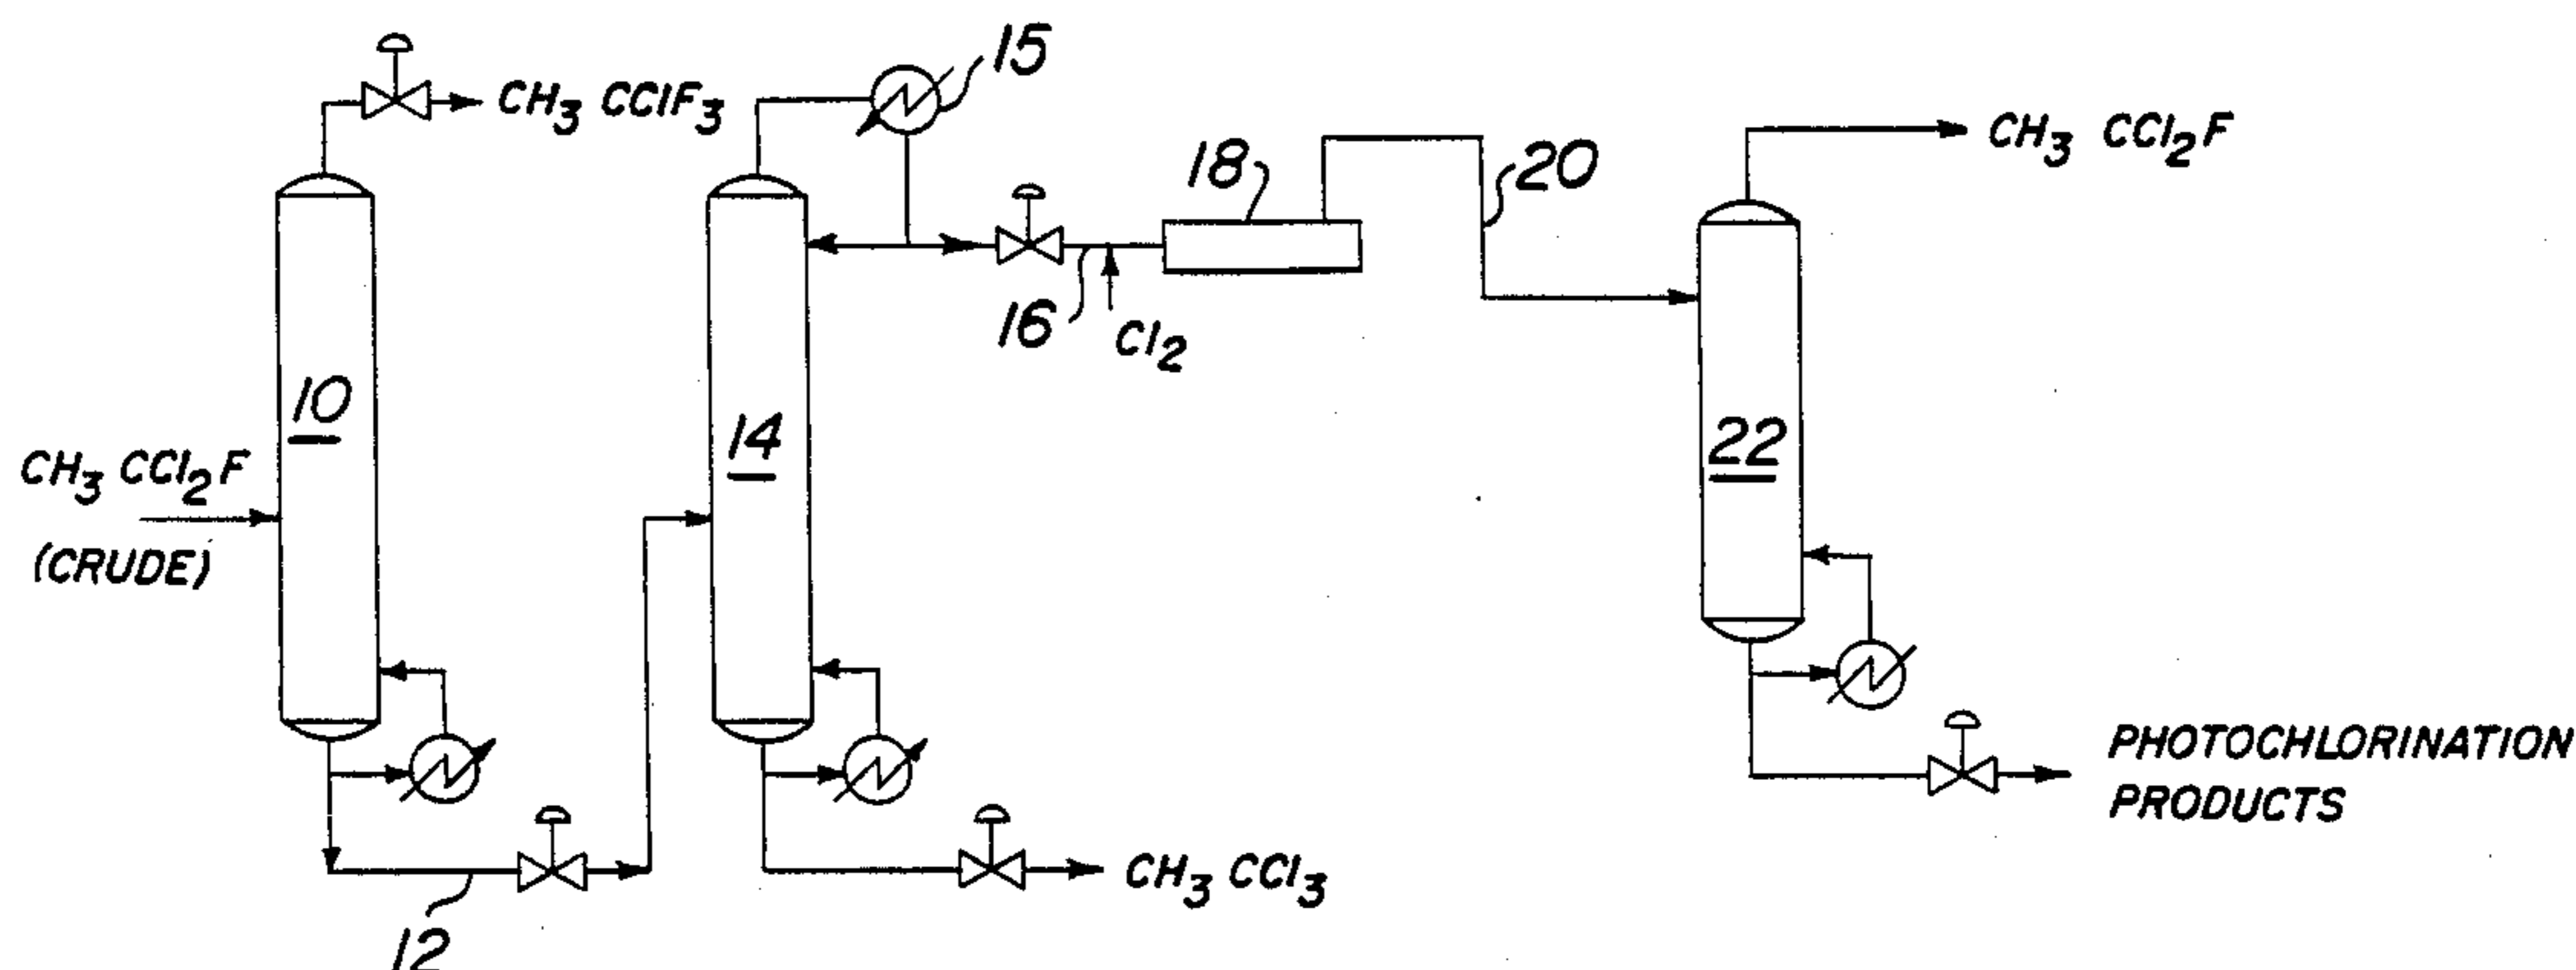 15
CH3 CClF3
18
20
CH3 CCl2F
10
16
Cl2
14
22
CH3 CCl2F
(CRUDE)
PHOTOCHLORINATION
PRODUCTS
CH3 CCl3
12